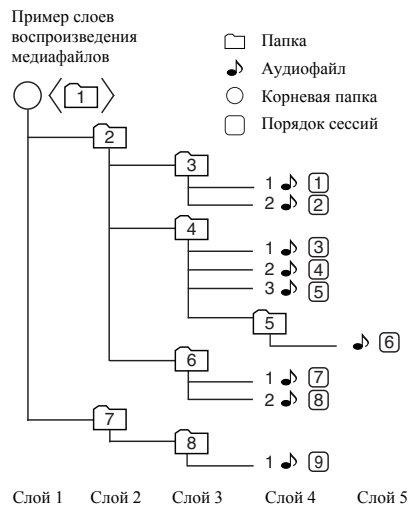 Пример слоев
воспроизведения
медиафайлов
Папка
Аудиофайл
Корневая папка
Порядок сессий
1
2
3
1 1
2 2
4
1 3
2 4
3 5
5
6
6
1 7
2 8
7
8
1 9
Слой 1 Слой 2 Слой 3 Слой 4 Слой 5